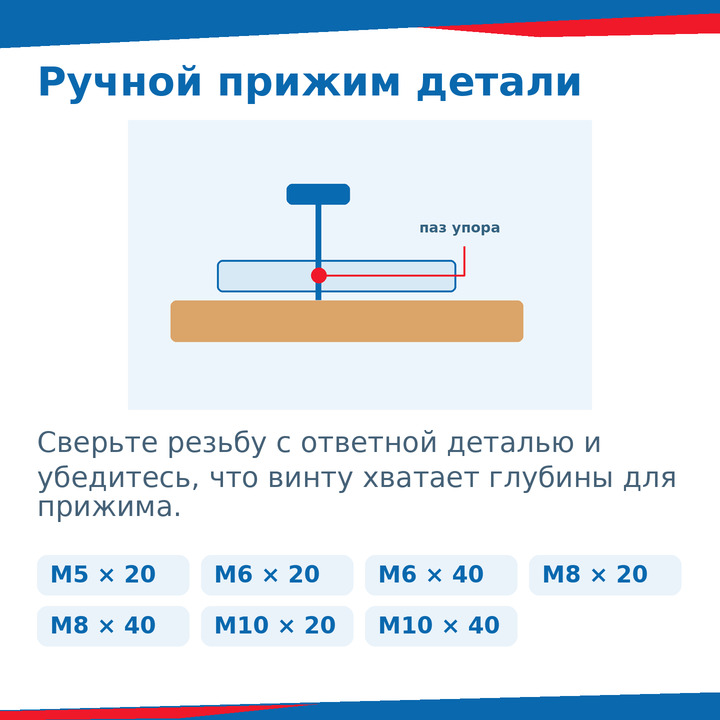 Ручной прижим детали
паз упора
Сверьте резьбу с ответной деталью и
убедитесь, что винту хватает глубины для
прижима.
M5 × 20
M6 × 20
M6 × 40
M8 × 20
M8 × 40
M10 × 20
M10 × 40